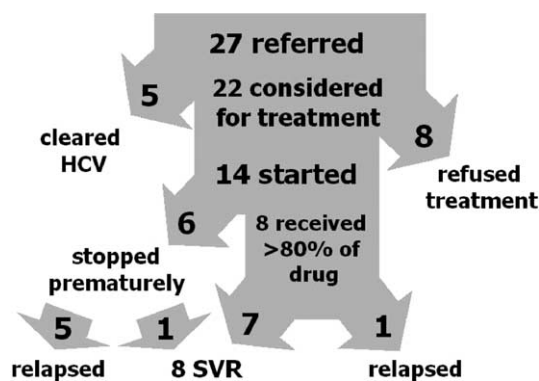 27 referred
5
22 considered
for treatment
8
cleared
HCV
14 started
refused
treatment
6
8 received
>80% of
drug
stopped
prematurely
5
1
7
1
relapsed
8 SVR
relapsed